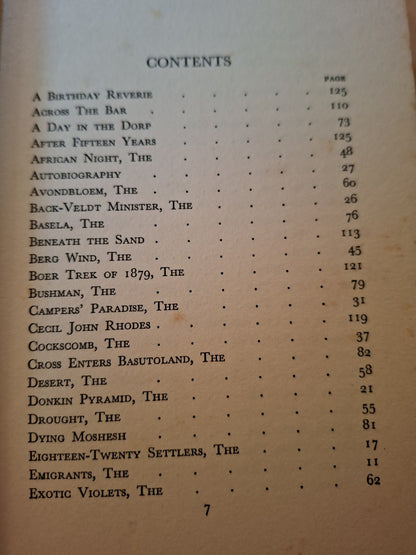 CONTENTS
PAGE
A BIRTHDAY REVERIE . . . . . 125
ACROSS THE BAR . . . . . 110
A DAY IN THE DORP . . . . . 73
AFTER FIFTEEN YEARS . . . . . 125
AFRICAN NIGHT, THE . . . . . 48
AUTOBIOGRAPHY . . . . . 27
AVONDBLOEM, THE . . . . . 60
BACK-VELDT MINISTER, THE . . . . 26
BASELA, THE . . . . . 76
BENEATH THE SAND . . . . . 113
BERG WIND, THE . . . . . 45
BOER TREK OF 1879, THE . . . . 121
BUSHMAN, THE . . . . . 79
CAMPERS' PARADISE, THE . . . . 31
CECIL JOHN RHODES . . . . . 119
COCKSCOMB, THE . . . . . 37
CROSS ENTERS BASUTOLAND, THE . . . 82
DESERT, THE . . . . . 58
DONKIN PYRAMID, THE . . . . 21
DROUGHT, THE . . . . . 55
DYING MOSHESH . . . . . 81
EIGHTEEN-TWENTY SETTLERS, THE . . . 17
EMIGRANTS, THE . . . . . 11
EXOTIC VIOLETS, THE . . . . 62
7